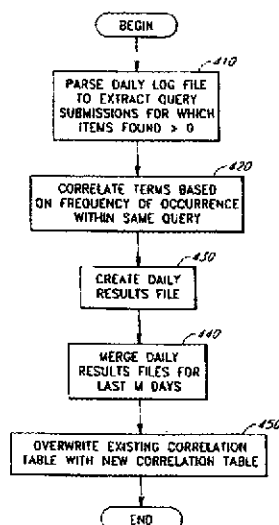 BEGIN
410
PARSE DAILY LOG FILE
TO EXTRACT QUERY
SUBMISSIONS FOR WHICH
ITEMS FOUND > 0
420
CORRELATE TERMS BASED
ON FREQUENCY OF OCCURRENCE
WITHIN SAME QUERY
430
CREATE DAILY
RESULTS FILE
440
MERGE DAILY
RESULTS FILES FOR
LAST M DAYS
450
OVERWRITE EXISTING CORRELATION
TABLE WITH NEW CORRELATION TABLE
END